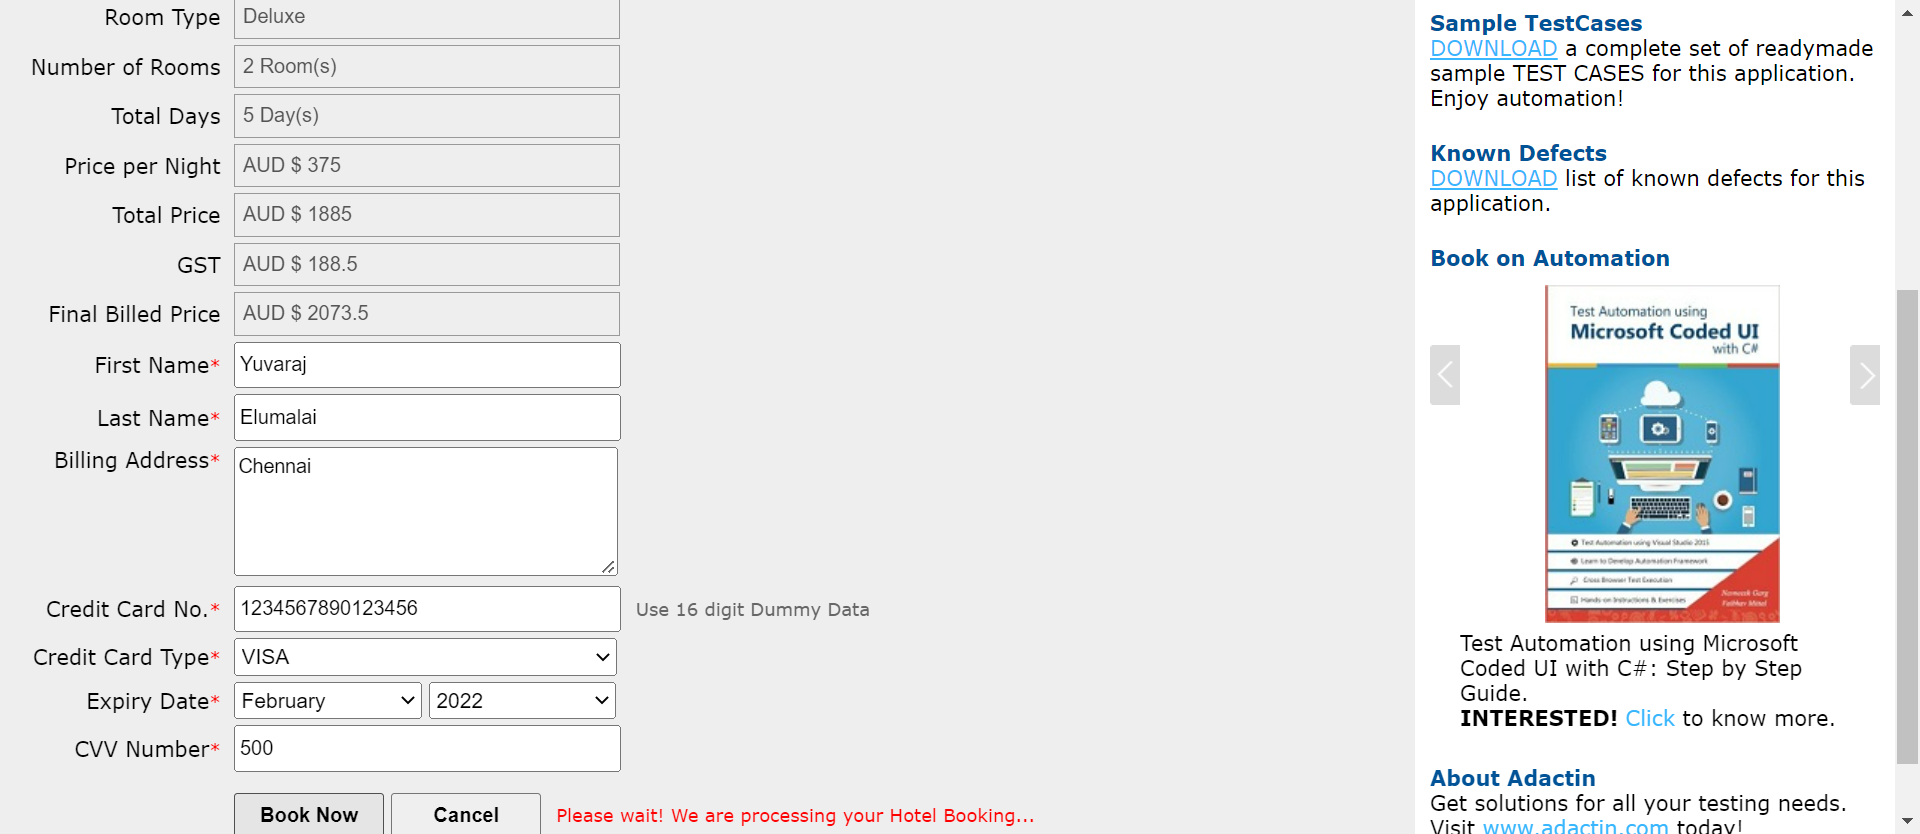 Room Type Deluxe
Number of Rooms 2 Room(s)
Total Days 5 Day(s)
Price per Night AUD $ 375
Total Price AUD $ 1885
GST AUD $ 188.5
Final Billed Price AUD $ 2073.5
First Name* Yuvaraj
Last Name* Elumalai
Billing Address* Chennai
Credit Card No.* 1234567890123456 Use 16 digit Dummy Data
Credit Card Type* VISA
Expiry Date* February 2022
CVV Number* 500
Book Now Cancel Please wait! We are processing your Hotel Booking...
Sample TestCases
DOWNLOAD a complete set of readymade
sample TEST CASES for this application.
Enjoy automation!
Known Defects
DOWNLOAD list of known defects for this
application.
Book on Automation
Test Automation using
Microsoft Coded UI
with C#
Test Automation using Visual Studio 2015
Learn to Develop Automation Framework
Cross Browser Test Execution
Hands-on Instructions & Exercises
Navneesh Garg
Vaibhav Mittal
Test Automation using Microsoft
Coded UI with C#: Step by Step
Guide.
INTERESTED! Click to know more.
About Adactin
Get solutions for all your testing needs.
Visit www.adactin.com today!